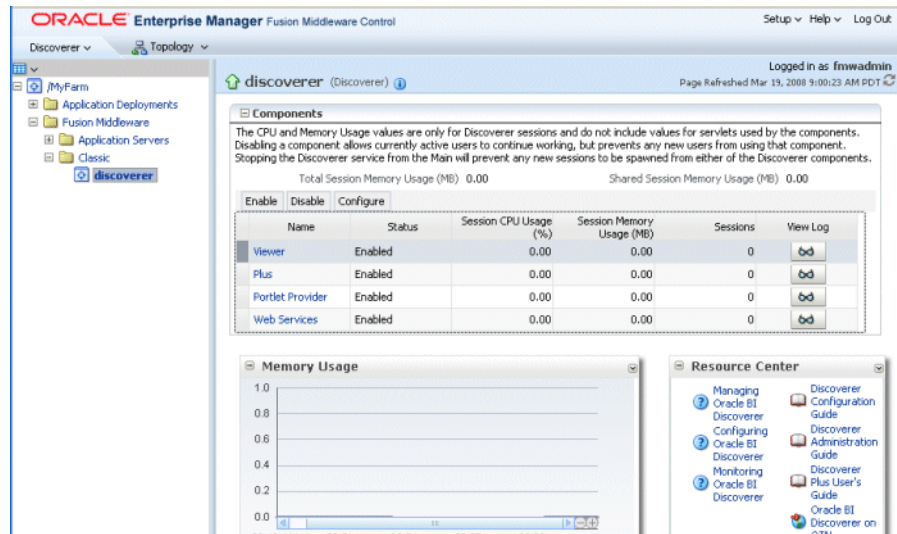 ORACLE Enterprise Manager Fusion Middleware Control
Setup Help Log Out
Discoverer Topology
Logged in as fmwadmin
discoverer (Discoverer)
Page Refreshed Mar 19, 2008 9:00:23 AM PDT
/MyFarm
Application Deployments
Fusion Middleware
Application Servers
Classic
discoverer
Components
The CPU and Memory Usage values are only for Discoverer sessions and do not include values for servlets used by the components.
Disabling a component allows currently active users to continue working, but prevents any new users from using that component.
Stopping the Discoverer service from the Main will prevent any new sessions to be spawned from either of the Discoverer components.
Total Session Memory Usage (MB) 0.00 Shared Session Memory Usage (MB) 0.00
Enable Disable Configure
Name Status Session CPU Usage (%) Session Memory Usage (MB) Sessions View Log
Viewer Enabled 0.00 0.00 0
Plus Enabled 0.00 0.00 0
Portlet Provider Enabled 0.00 0.00 0
Web Services Enabled 0.00 0.00 0
Memory Usage
1.0
0.8
0.6
0.4
0.2
0.0
Resource Center
Managing
Oracle BI
Discoverer
Configuring
Oracle BI
Discoverer
Monitoring
Oracle BI
Discoverer
Discoverer
Configuration
Guide
Discoverer
Administration
Guide
Discoverer
Plus User's
Guide
Oracle BI
Discoverer on